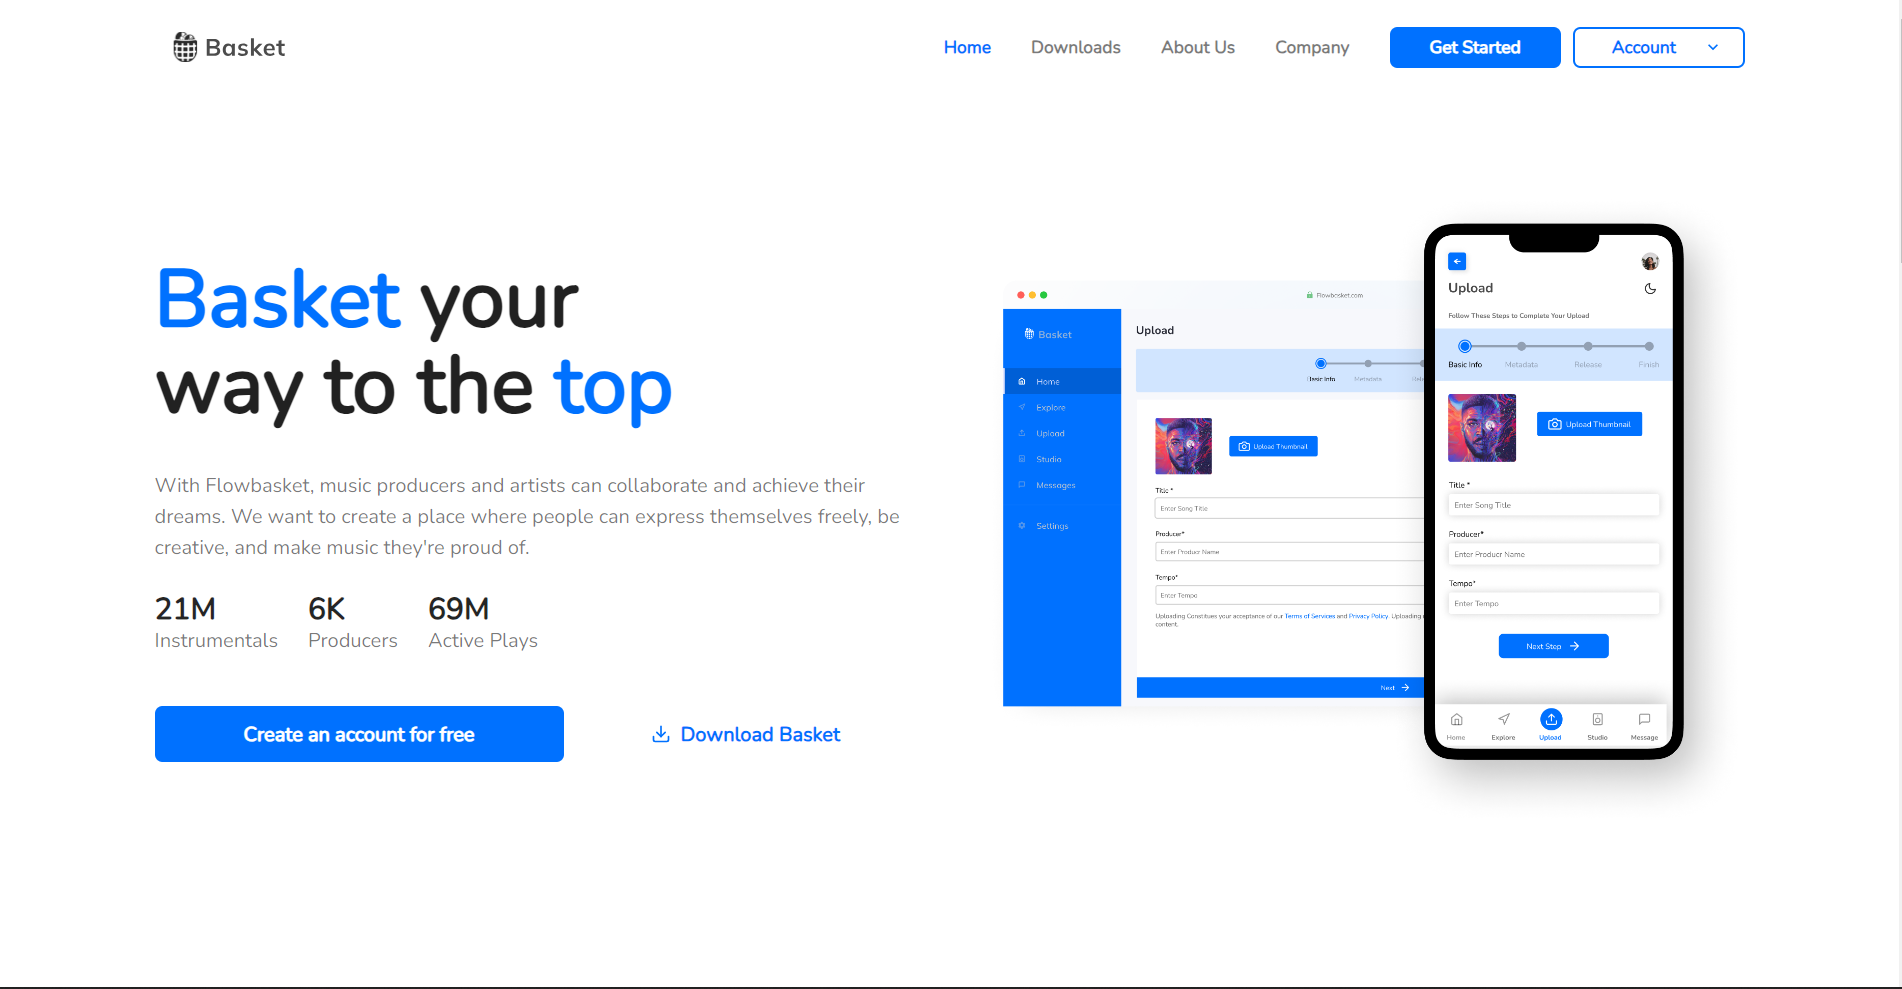 Basket
Home
Downloads
About Us
Company
Get Started
Account
Basket your
way to the top
With Flowbasket, music producers and artists can collaborate and achieve their
dreams. We want to create a place where people can express themselves freely, be
creative, and make music they're proud of.
21M
Instrumentals
6K
Producers
69M
Active Plays
Create an account for free
Download Basket
Flowbasket.com
Basket
Home
Explore
Upload
Studio
Messages
Settings
Upload
Basic Info
Metadata
Upload Thumbnail
Title *
Enter Song Title
Producer*
Enter Producr Name
Tempo*
Enter Tempo
Uploading Constitues your acceptance of our Terms of Services and Privacy Policy. Uploading
content.
Next
Upload
Follow These Steps to Complete Your Upload
Basic Info
Metadata
Release
Finish
Upload Thumbnail
Title *
Enter Song Title
Producer*
Enter Producr Name
Tempo*
Enter Tempo
Next Step
Home
Explore
Upload
Studio
Message